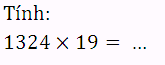 Tính:
1324 × 19 = ...